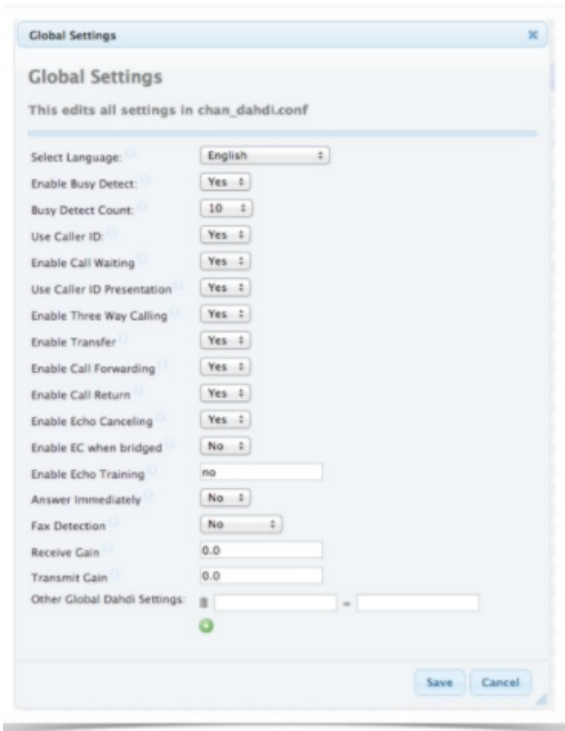 Global Settings
Global Settings
This edits all settings in chan_dahdi.conf
Select Language: English
Enable Busy Detect: Yes
Busy Detect Count: 10
Use Caller ID: Yes
Enable Call Waiting Yes
Use Caller ID Presentation Yes
Enable Three Way Calling Yes
Enable Transfer Yes
Enable Call Forwarding Yes
Enable Call Return Yes
Enable Echo Canceling Yes
Enable EC when bridged No
Enable Echo Training no
Answer Immediately No
Fax Detection No
Receive Gain 0.0
Transmit Gain 0.0
Other Global Dahdi Settings: =
Save Cancel